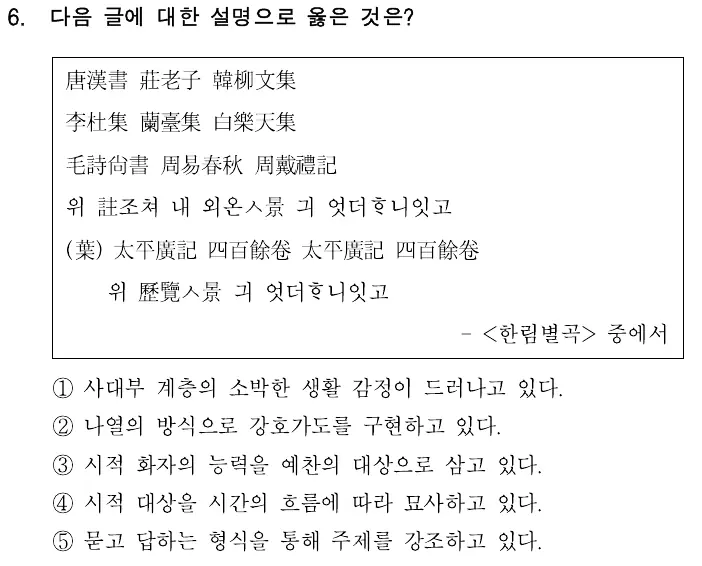 6. 다음 글에 대한 설명으로 옳은 것은?
唐漢書 莊老子 韓柳文集
李杜集 蘭臺集 白樂天集
毛詩尙書 周易春秋 周戴禮記
위 註조쳐 내 외온ㅅ景 긔 엇더ᄒᆞ니잇고
(葉) 太平廣記 四百餘卷 太平廣記 四百餘卷
위 歷覽ㅅ景 긔 엇더ᄒᆞ니잇고
- <한림별곡> 중에서
① 사대부 계층의 소박한 생활 감정이 드러나고 있다.
② 나열의 방식으로 강호가도를 구현하고 있다.
③ 시적 화자의 능력을 예찬의 대상으로 삼고 있다.
④ 시적 대상을 시간의 흐름에 따라 묘사하고 있다.
⑤ 묻고 답하는 형식을 통해 주제를 강조하고 있다.